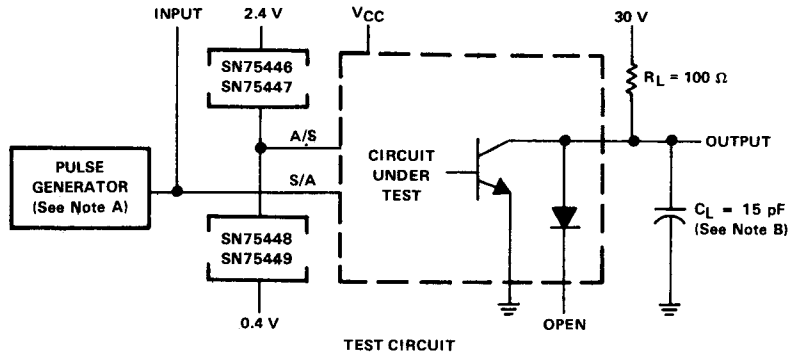 INPUT
2.4 V
VCC
30 V
SN75446
SN75447
RL = 100 Ω
A/S
OUTPUT
PULSE
GENERATOR
(See Note A)
S/A
CIRCUIT
UNDER
TEST
CL = 15 pF
(See Note B)
SN75448
SN75449
0.4 V
OPEN
TEST CIRCUIT